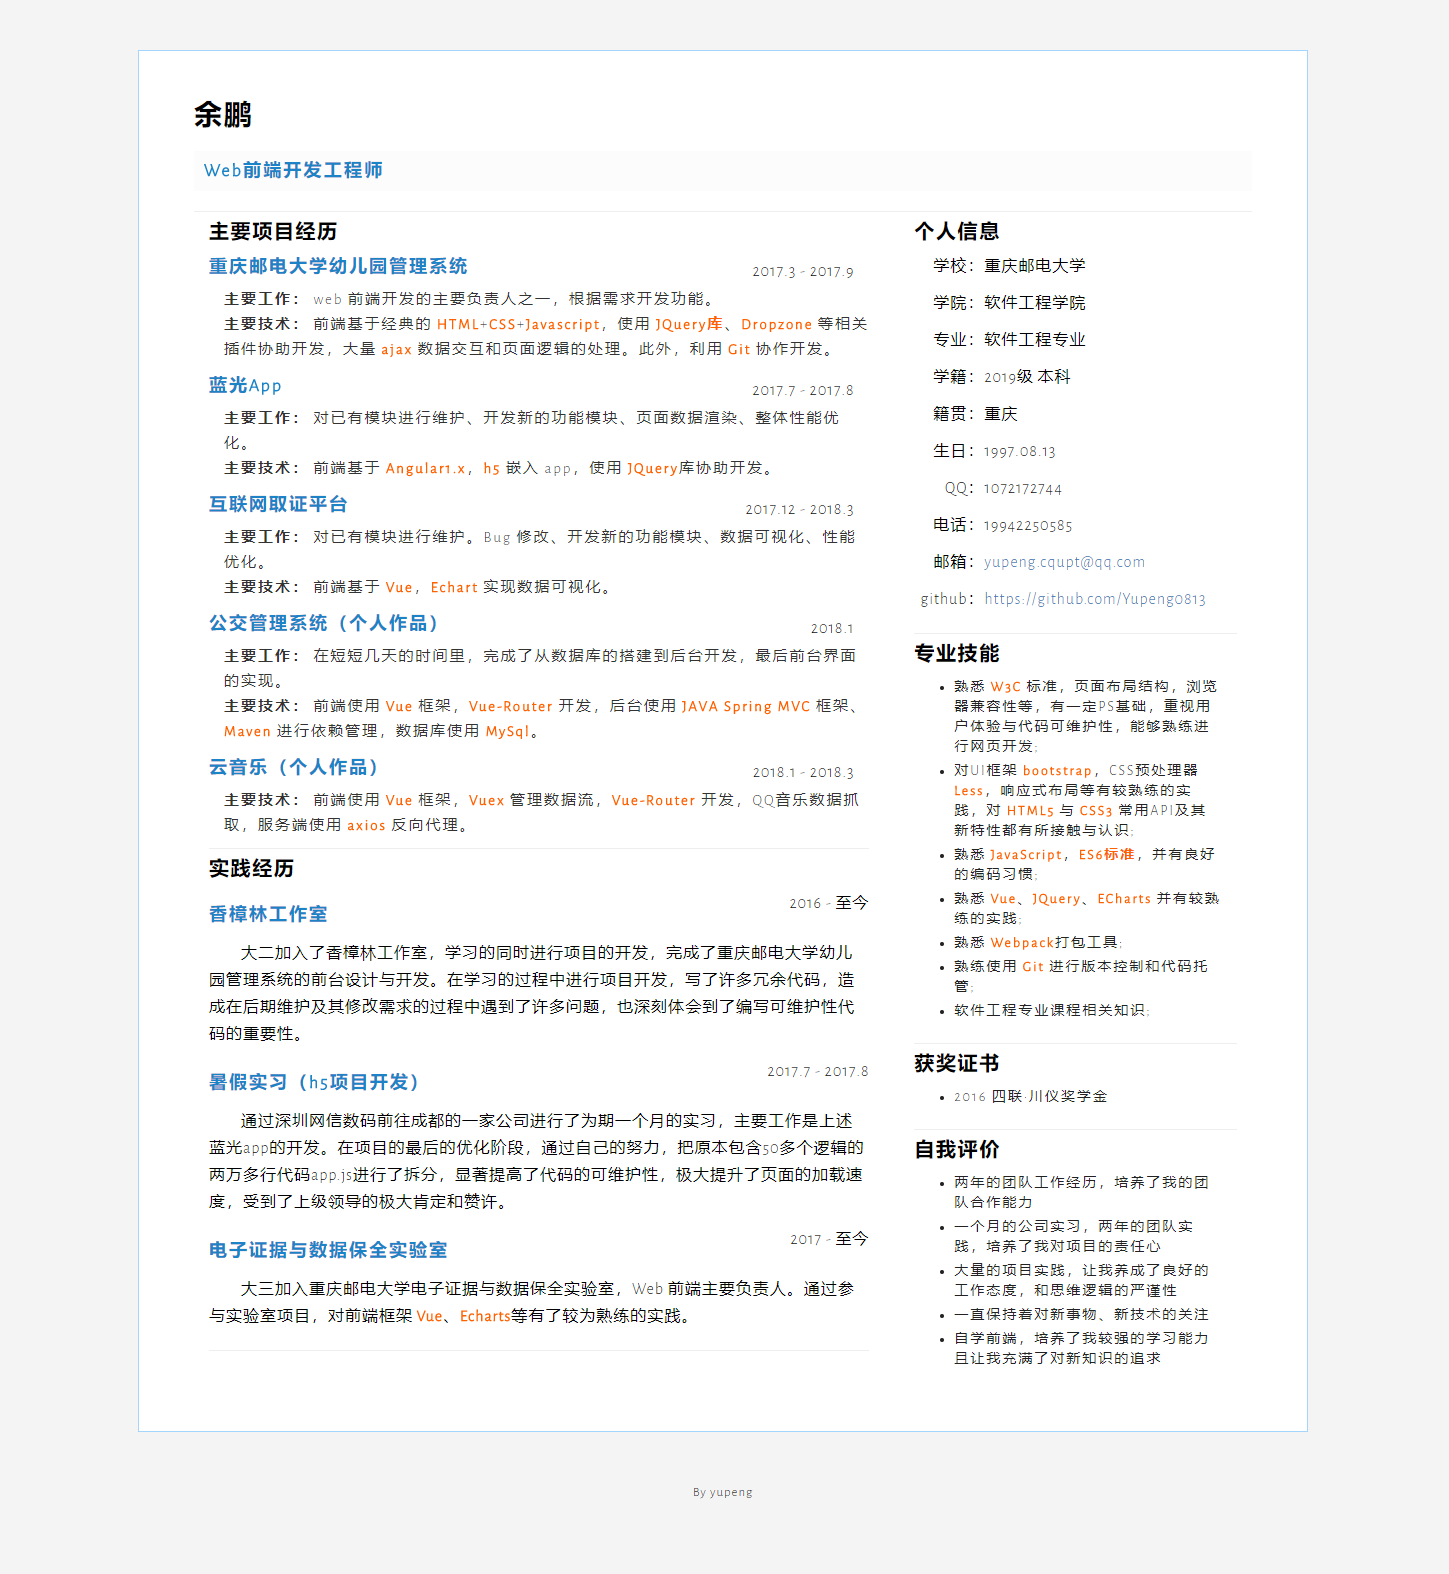 余鹏
Web前端开发工程师
主要项目经历
重庆邮电大学幼儿园管理系统
2017.3 - 2017.9
主要工作： web 前端开发的主要负责人之一，根据需求开发功能。
主要技术： 前端基于经典的 HTML+CSS+Javascript，使用 JQuery库、Dropzone 等相关
插件协助开发，大量 ajax 数据交互和页面逻辑的处理。此外，利用 Git 协作开发。
蓝光App
2017.7 - 2017.8
主要工作： 对已有模块进行维护、开发新的功能模块、页面数据渲染、整体性能优
化。
主要技术： 前端基于 Angular1.x，h5 嵌入 app，使用 JQuery库协助开发。
互联网取证平台
2017.12 - 2018.3
主要工作： 对已有模块进行维护。Bug 修改、开发新的功能模块、数据可视化、性能
优化。
主要技术： 前端基于 Vue，Echart 实现数据可视化。
公交管理系统（个人作品）
2018.1
主要工作： 在短短几天的时间里，完成了从数据库的搭建到后台开发，最后前台界面
的实现。
主要技术： 前端使用 Vue 框架，Vue-Router 开发，后台使用 JAVA Spring MVC 框架、
Maven 进行依赖管理，数据库使用 MySql。
云音乐（个人作品）
2018.1 - 2018.3
主要技术： 前端使用 Vue 框架，Vuex 管理数据流，Vue-Router 开发，QQ音乐数据抓
取，服务端使用 axios 反向代理。
实践经历
香樟林工作室
2016 - 至今
大二加入了香樟林工作室，学习的同时进行项目的开发，完成了重庆邮电大学幼儿
园管理系统的前台设计与开发。在学习的过程中进行项目开发，写了许多冗余代码，造
成在后期维护及其修改需求的过程中遇到了许多问题，也深刻体会到了编写可维护性代
码的重要性。
暑假实习（h5项目开发）
2017.7 - 2017.8
通过深圳网信数码前往成都的一家公司进行了为期一个月的实习，主要工作是上述
蓝光app的开发。在项目的最后的优化阶段，通过自己的努力，把原本包含50多个逻辑的
两万多行代码app.js进行了拆分，显著提高了代码的可维护性，极大提升了页面的加载速
度，受到了上级领导的极大肯定和赞许。
电子证据与数据保全实验室
2017 - 至今
大三加入重庆邮电大学电子证据与数据保全实验室，Web 前端主要负责人。通过参
与实验室项目，对前端框架 Vue、Echarts等有了较为熟练的实践。
个人信息
学校：重庆邮电大学
学院：软件工程学院
专业：软件工程专业
学籍：2019级 本科
籍贯：重庆
生日：1997.08.13
QQ：1072172744
电话：19942250585
邮箱：yupeng.cqupt@qq.com
github：https://github.com/Yupeng0813
专业技能
熟悉 W3C 标准，页面布局结构，浏览
器兼容性等，有一定PS基础，重视用
户体验与代码可维护性，能够熟练进
行网页开发;
对UI框架 bootstrap，CSS预处理器
Less，响应式布局等有较熟练的实
践，对 HTML5 与 CSS3 常用API及其
新特性都有所接触与认识;
熟悉 JavaScript，ES6标准，并有良好
的编码习惯;
熟悉 Vue、JQuery、ECharts 并有较熟
练的实践;
熟悉 Webpack打包工具;
熟练使用 Git 进行版本控制和代码托
管;
软件工程专业课程相关知识;
获奖证书
2016 四联·川仪奖学金
自我评价
两年的团队工作经历，培养了我的团
队合作能力
一个月的公司实习，两年的团队实
践，培养了我对项目的责任心
大量的项目实践，让我养成了良好的
工作态度，和思维逻辑的严谨性
一直保持着对新事物、新技术的关注
自学前端，培养了我较强的学习能力
且让我充满了对新知识的追求
By yupeng